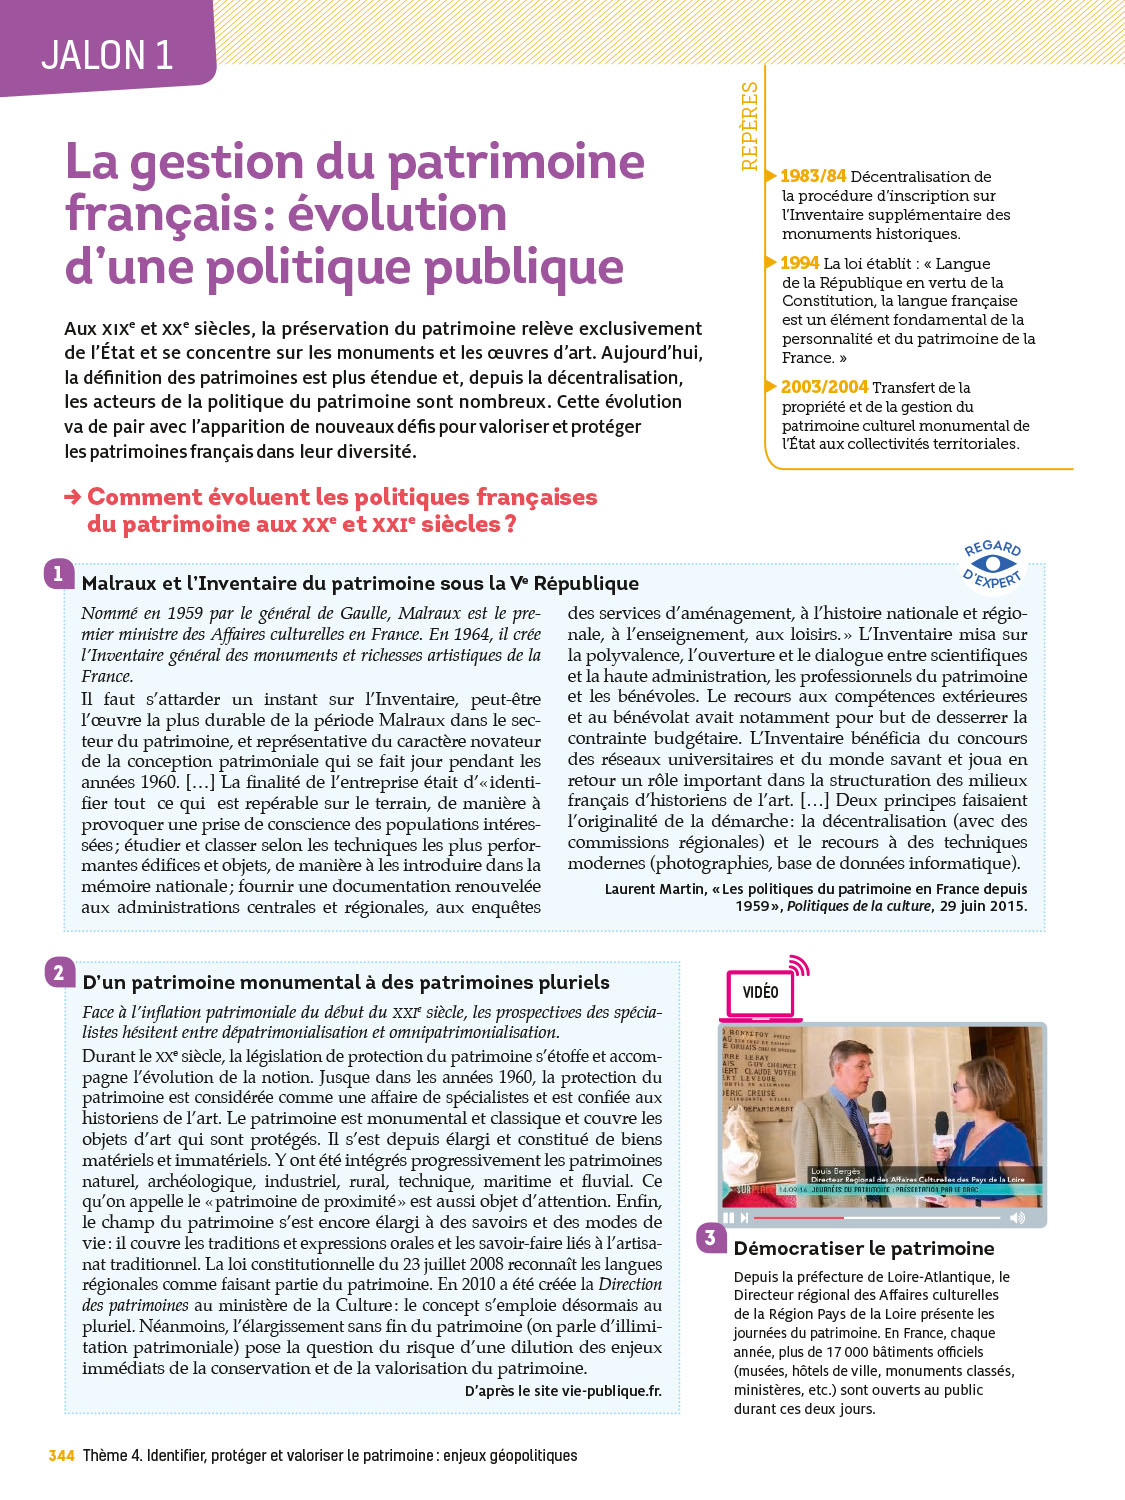 JALON 1
La gestion du patrimoine
français : évolution
d’une politique publique
Aux XIXe et XXe siècles, la préservation du patrimoine relève exclusivement
de l’État et se concentre sur les monuments et les œuvres d’art. Aujourd’hui,
la définition des patrimoines est plus étendue et, depuis la décentralisation,
les acteurs de la politique du patrimoine sont nombreux. Cette évolution
va de pair avec l’apparition de nouveaux défis pour valoriser et protéger
les patrimoines français dans leur diversité.
→ Comment évoluent les politiques françaises
du patrimoine aux XXe et XXIe siècles ?
REPÈRES
1983/84 Décentralisation de
la procédure d’inscription sur
l’Inventaire supplémentaire des
monuments historiques.
1994 La loi établit : « Langue
de la République en vertu de la
Constitution, la langue française
est un élément fondamental de la
personnalité et du patrimoine de la
France. »
2003/2004 Transfert de la
propriété et de la gestion du
patrimoine culturel monumental de
l’État aux collectivités territoriales.
REGARD
D’EXPERT
1
Malraux et l’Inventaire du patrimoine sous la Ve République
Nommé en 1959 par le général de Gaulle, Malraux est le pre-
mier ministre des Affaires culturelles en France. En 1964, il crée
l’Inventaire général des monuments et richesses artistiques de la
France.
Il faut s’attarder un instant sur l’Inventaire, peut-être
l’œuvre la plus durable de la période Malraux dans le sec-
teur du patrimoine, et représentative du caractère novateur
de la conception patrimoniale qui se fait jour pendant les
années 1960. […] La finalité de l’entreprise était d’« identi-
fier tout ce qui est repérable sur le terrain, de manière à
provoquer une prise de conscience des populations intéres-
sées ; étudier et classer selon les techniques les plus perfor-
mantes édifices et objets, de manière à les introduire dans la
mémoire nationale ; fournir une documentation renouvelée
aux administrations centrales et régionales, aux enquêtes
des services d’aménagement, à l’histoire nationale et régio-
nale, à l’enseignement, aux loisirs. » L’Inventaire misa sur
la polyvalence, l’ouverture et le dialogue entre scientifiques
et la haute administration, les professionnels du patrimoine
et les bénévoles. Le recours aux compétences extérieures
et au bénévolat avait notamment pour but de desserrer la
contrainte budgétaire. L’Inventaire bénéficia du concours
des réseaux universitaires et du monde savant et joua en
retour un rôle important dans la structuration des milieux
français d’historiens de l’art. […] Deux principes faisaient
l’originalité de la démarche : la décentralisation (avec des
commissions régionales) et le recours à des techniques
modernes (photographies, base de données informatique).
Laurent Martin, « Les politiques du patrimoine en France depuis
1959 », Politiques de la culture, 29 juin 2015.
2
D’un patrimoine monumental à des patrimoines pluriels
Face à l’inflation patrimoniale du début du XXIe siècle, les prospectives des spécia-
listes hésitent entre dépatrimonialisation et omnipatrimonialisation.
Durant le XXe siècle, la législation de protection du patrimoine s’étoffe et accom-
pagne l’évolution de la notion. Jusque dans les années 1960, la protection du
patrimoine est considérée comme une affaire de spécialistes et est confiée aux
historiens de l’art. Le patrimoine est monumental et classique et couvre les
objets d’art qui sont protégés. Il s’est depuis élargi et constitué de biens
matériels et immatériels. Y ont été intégrés progressivement les patrimoines
naturel, archéologique, industriel, rural, technique, maritime et fluvial. Ce
qu’on appelle le « patrimoine de proximité » est aussi objet d’attention. Enfin,
le champ du patrimoine s’est encore élargi à des savoirs et des modes de
vie : il couvre les traditions et expressions orales et les savoir-faire liés à l’artisa-
nat traditionnel. La loi constitutionnelle du 23 juillet 2008 reconnaît les langues
régionales comme faisant partie du patrimoine. En 2010 a été créée la Direction
des patrimoines au ministère de la Culture : le concept s’emploie désormais au
pluriel. Néanmoins, l’élargissement sans fin du patrimoine (on parle d’illimi-
tation patrimoniale) pose la question du risque d’une dilution des enjeux
immédiats de la conservation et de la valorisation du patrimoine.
D’après le site vie-publique.fr.
VIDÉO
Louis Bergès
Directeur Régional des Affaires Culturelles des Pays de la Loire
14.09.16 JOURNÉES DU PATRIMOINE : PRÉSENTATION PAR LE DRAC
3
Démocratiser le patrimoine
Depuis la préfecture de Loire-Atlantique, le
Directeur régional des Affaires culturelles
de la Région Pays de la Loire présente les
journées du patrimoine. En France, chaque
année, plus de 17 000 bâtiments officiels
(musées, hôtels de ville, monuments classés,
ministères, etc.) sont ouverts au public
durant ces deux jours.
344 Thème 4. Identifier, protéger et valoriser le patrimoine : enjeux géopolitiques